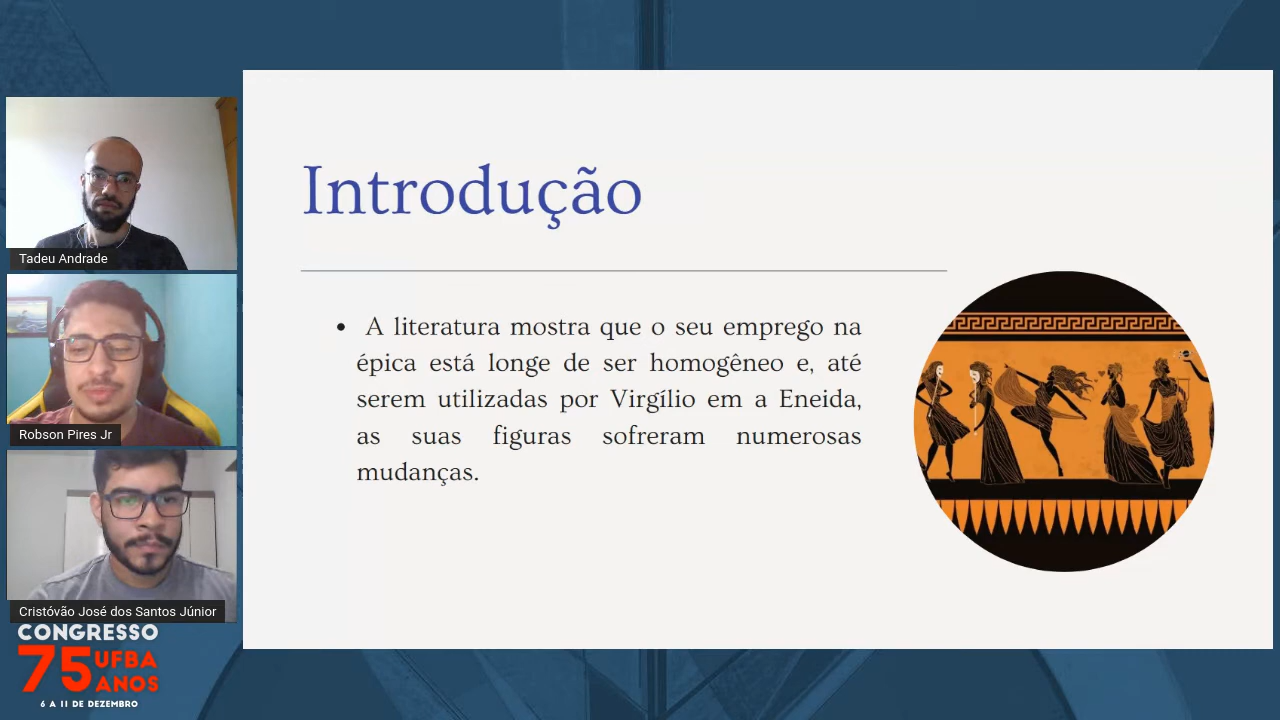 Tadeu Andrade
Robson Pires Jr
Cristóvão José dos Santos Júnior
CONGRESSO
75 UFBA
ANOS
6 A 11 DE DEZEMBRO
Introdução
• A literatura mostra que o seu emprego na
épica está longe de ser homogêneo e, até
serem utilizadas por Virgílio em a Eneida,
as suas figuras sofreram numerosas
mudanças.